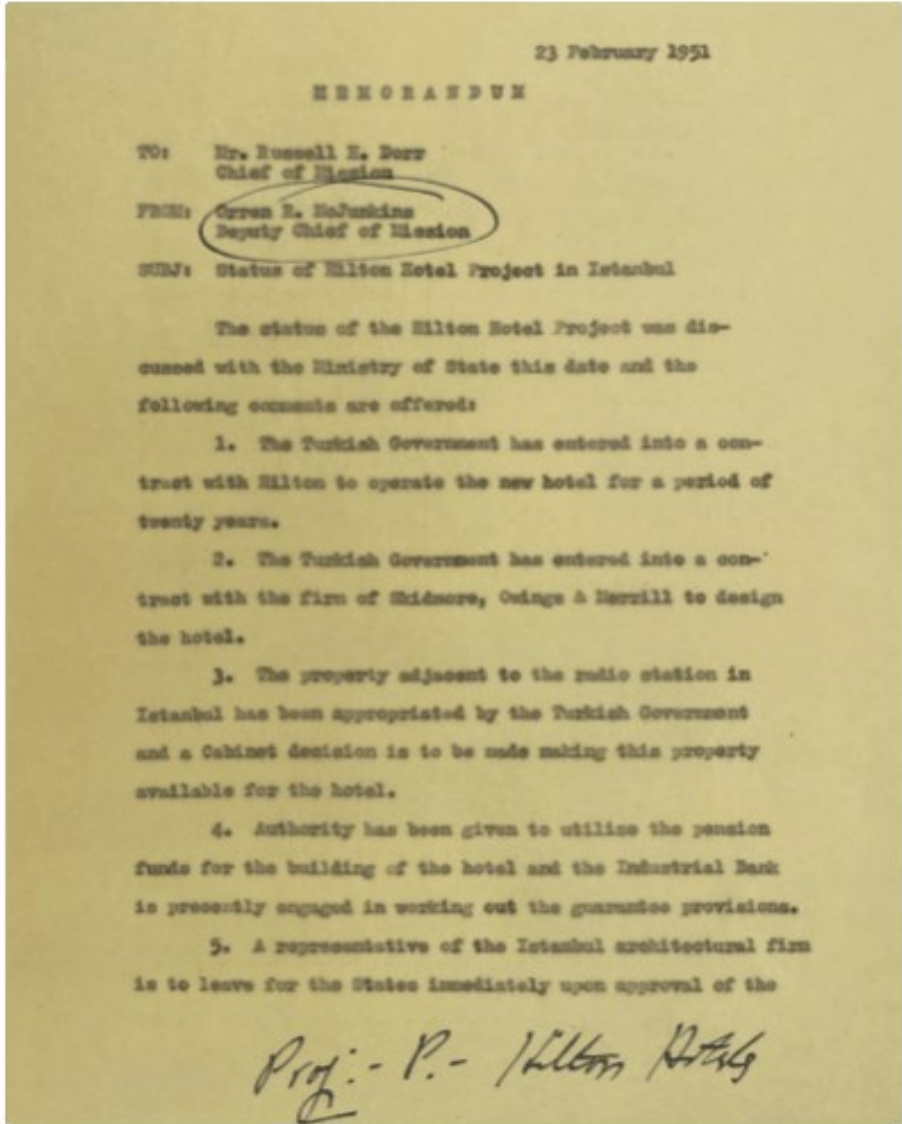 23 February 1951
MEMORANDUM
TO: Mr. Russell H. Dorr
Chief of Mission
FROM: Orren R. McJunkins
Deputy Chief of Mission
SUBJ: Status of Hilton Hotel Project in Istanbul
The status of the Hilton Hotel Project was dis-
cussed with the Ministry of State this date and the
following comments are offered:
1. The Turkish Government has entered into a con-
tract with Hilton to operate the new hotel for a period of
twenty years.
2. The Turkish Government has entered into a con-
tract with the firm of Skidmore, Owings & Merrill to design
the hotel.
3. The property adjacent to the radio station in
Istanbul has been appropriated by the Turkish Government
and a Cabinet decision is to be made making this property
available for the hotel.
4. Authority has been given to utilize the pension
funds for the building of the hotel and the Industrial Bank
is presently engaged in working out the guarantee provisions.
5. A representative of the Istanbul architectural firm
is to leave for the States immediately upon approval of the
Proj.- P.- Hilton Hotels